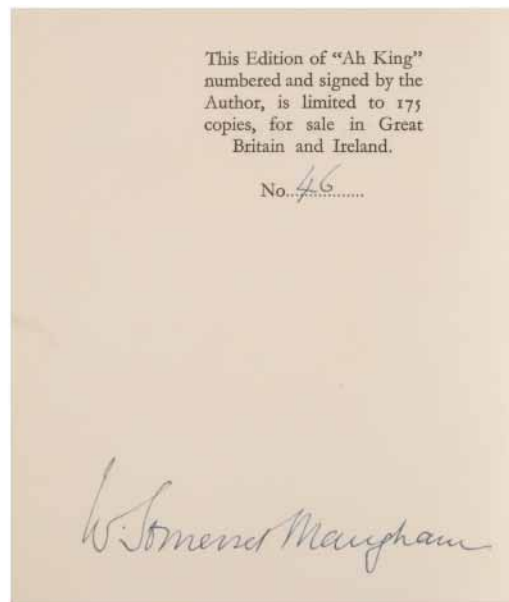 This Edition of “Ah King”
numbered and signed by the
Author, is limited to 175
copies, for sale in Great
Britain and Ireland.
No...46...........
W. Somerset Maugham